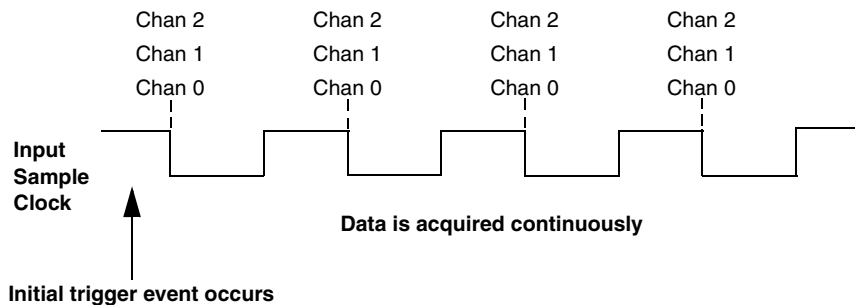 Chan 2 Chan 2 Chan 2 Chan 2
Chan 1 Chan 1 Chan 1 Chan 1
Chan 0 Chan 0 Chan 0 Chan 0
Input
Sample
Clock
Data is acquired continuously
Initial trigger event occurs